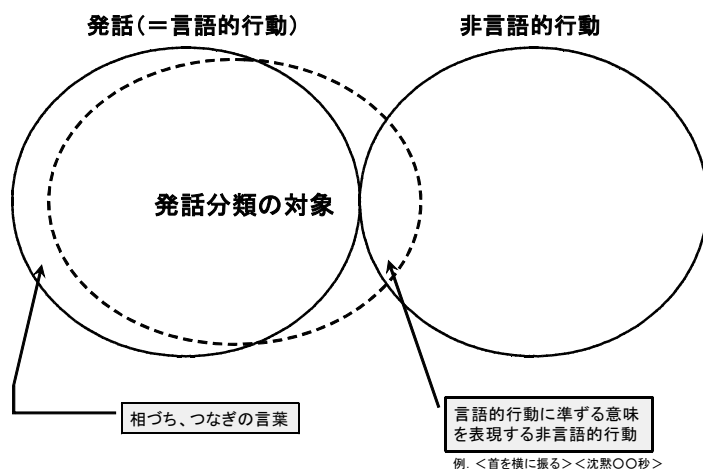 発話(＝言語的行動)
非言語的行動
発話分類の対象
相づち、つなぎの言葉
言語的行動に準ずる意味
を表現する非言語的行動
例．＜首を横に振る＞＜沈黙〇〇秒＞